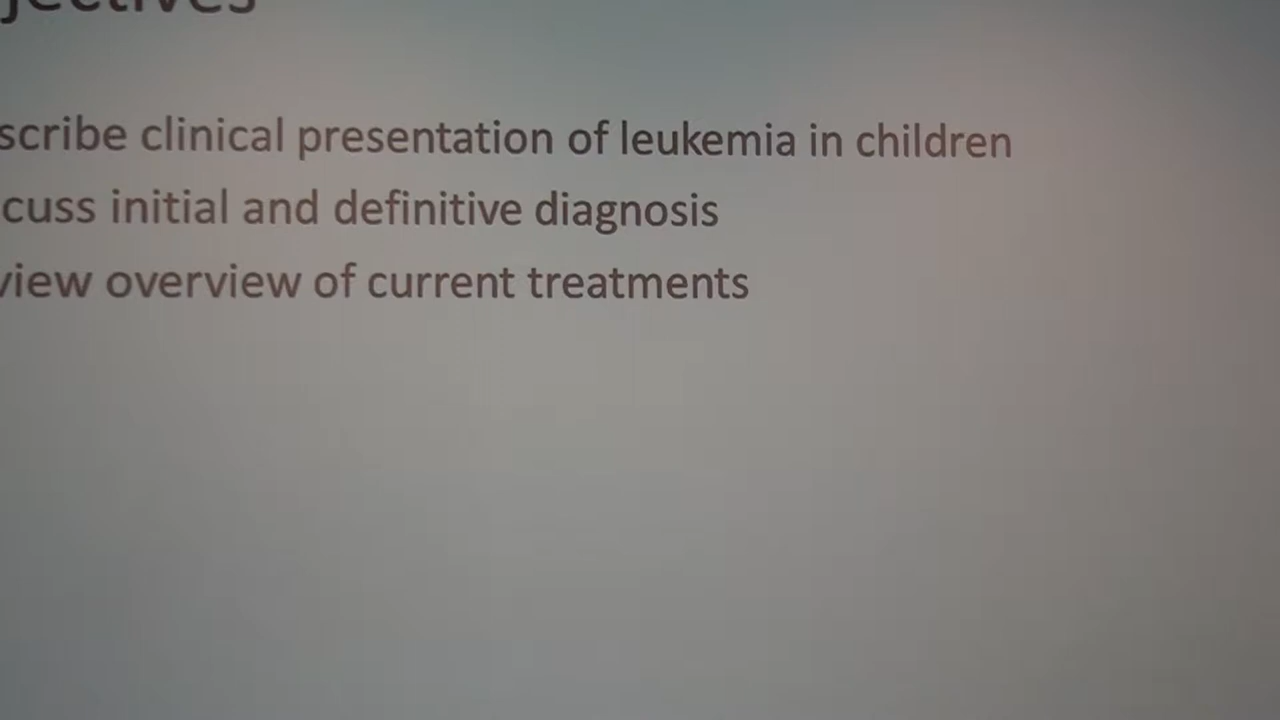 jectives
scribe clinical presentation of leukemia in children
cuss initial and definitive diagnosis
view overview of current treatments